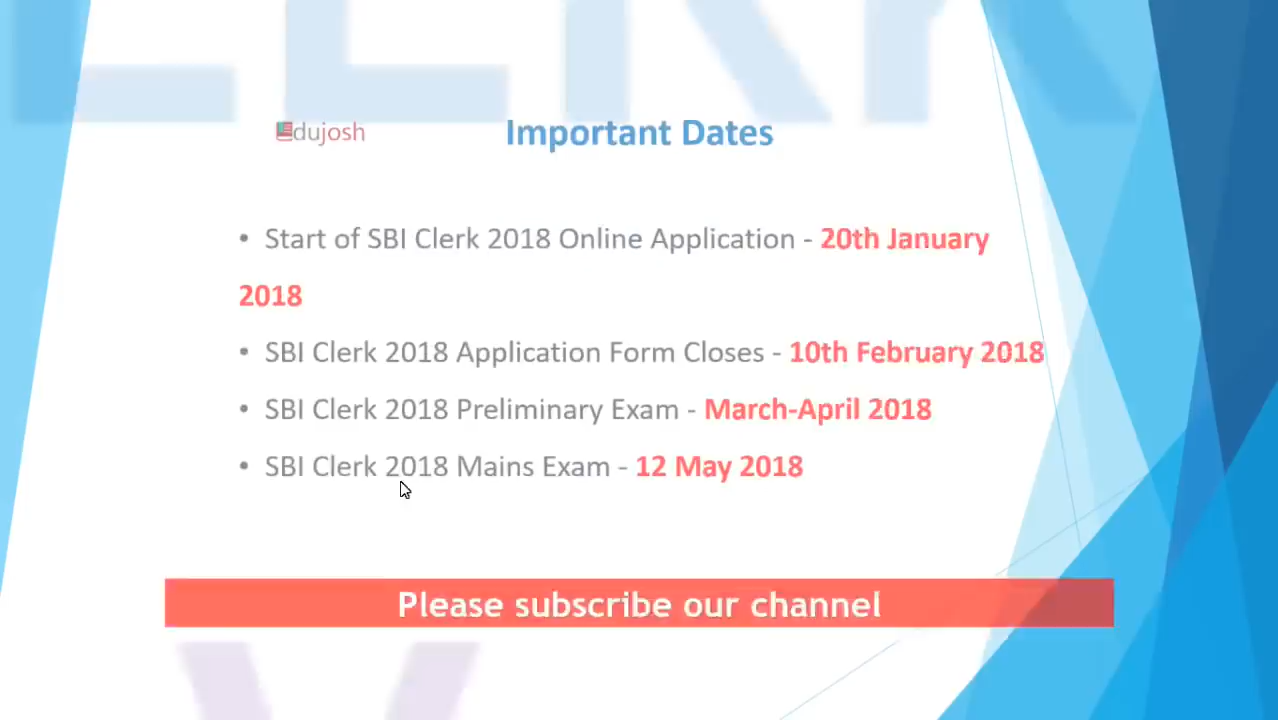 CLERK
Edujosh
Important Dates
• Start of SBI Clerk 2018 Online Application - 20th January
2018
• SBI Clerk 2018 Application Form Closes - 10th February 2018
• SBI Clerk 2018 Preliminary Exam - March-April 2018
• SBI Clerk 2018 Mains Exam - 12 May 2018
Please subscribe our channel